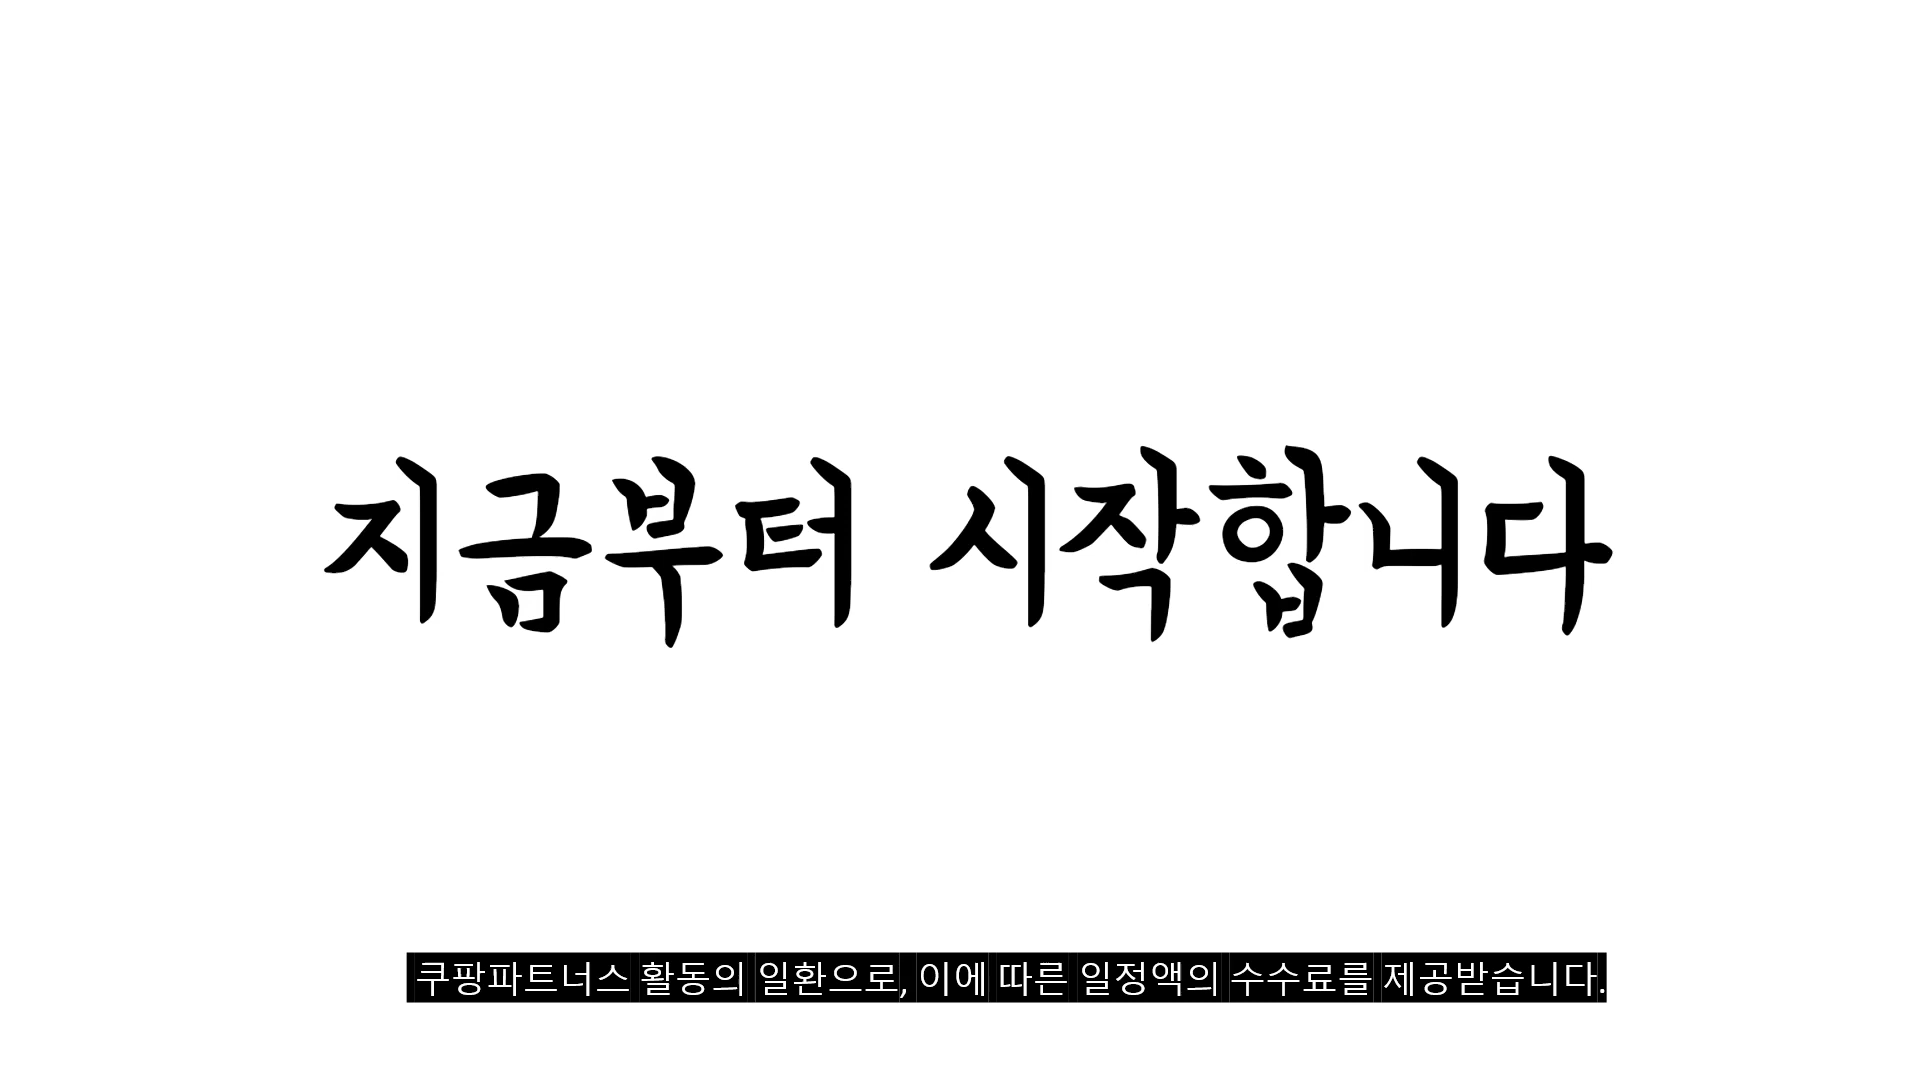 지금부터 시작합니다
쿠팡파트너스 활동의 일환으로, 이에 따른 일정액의 수수료를 제공받습니다.